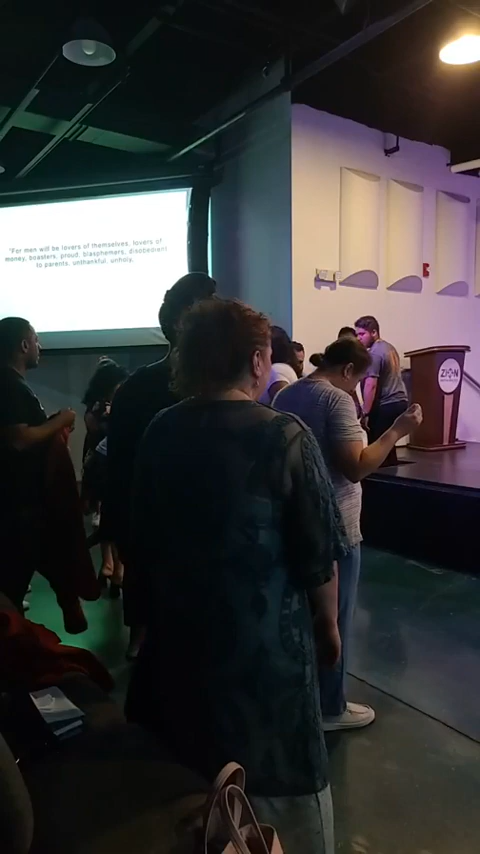 "For men will be lovers of themselves, lovers of
money, boasters, proud, blasphemers, disobedient
to parents, unthankful, unholy,
ZION